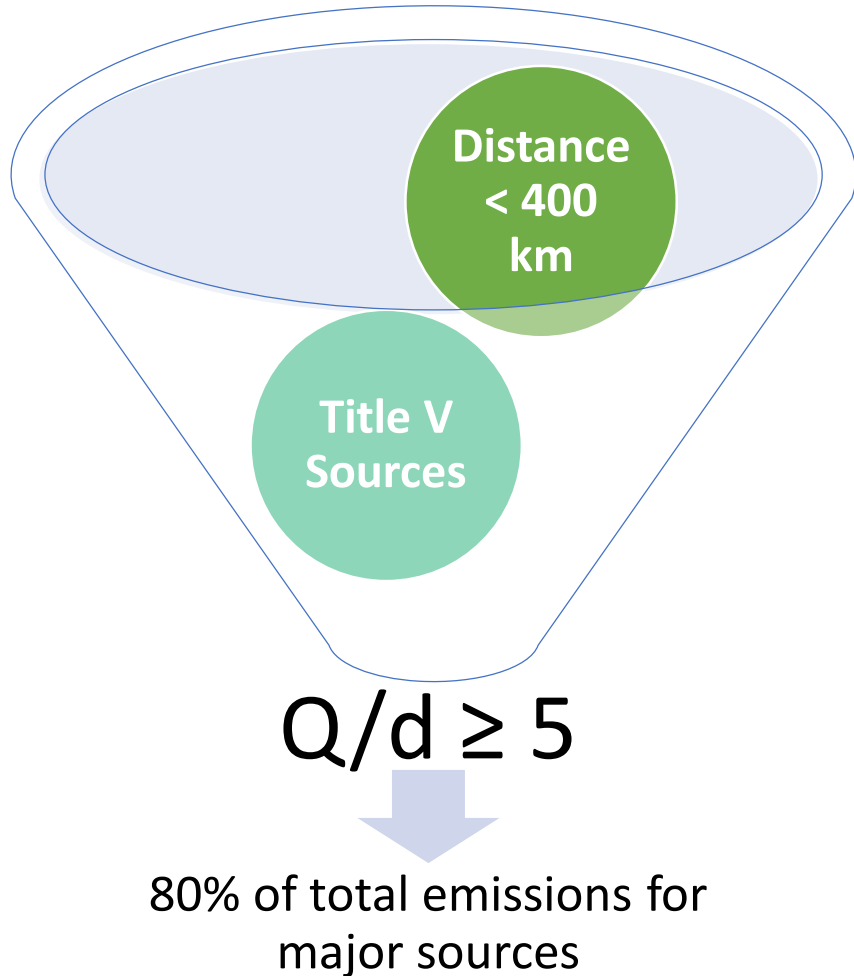 Distance
< 400
km
Title V
Sources
Q/d ≥ 5
80% of total emissions for
major sources